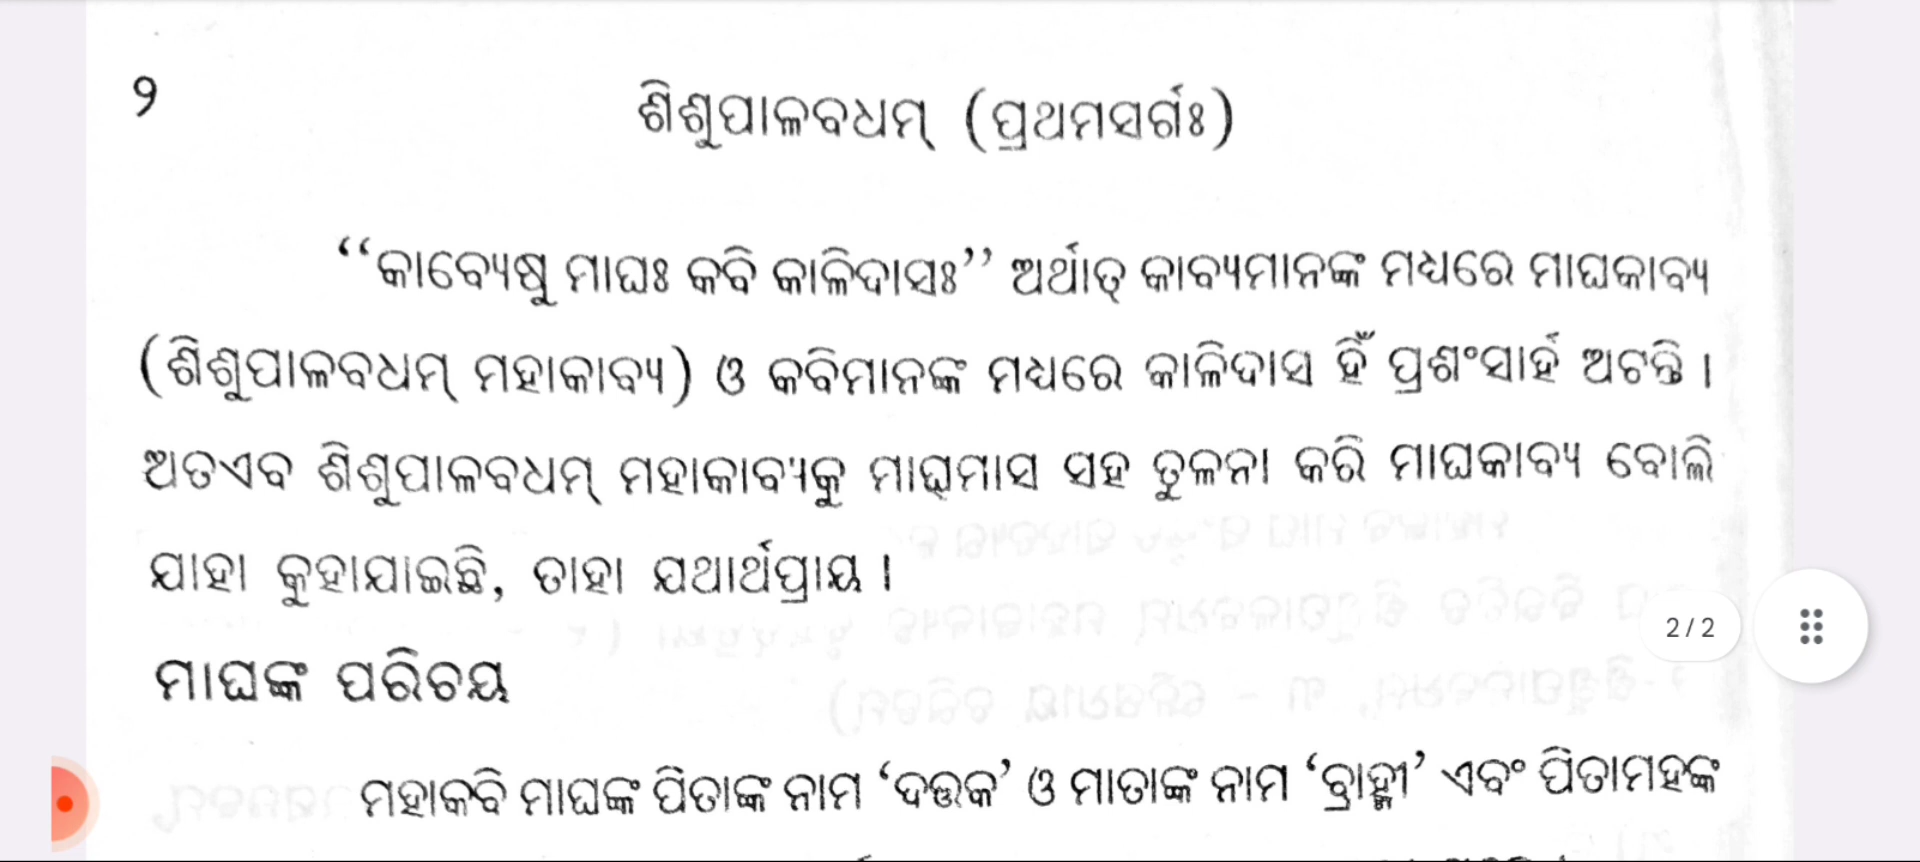 ୨
ଶିଶୁପାଳବଧମ୍ (ପ୍ରଥମସର୍ଗଃ)
‘‘କାବ୍ୟେଷୁ ମାଘଃ କବି କାଳିଦାସଃ’’ ଅର୍ଥାତ୍ କାବ୍ୟମାନଙ୍କ ମଧ୍ୟରେ ମାଘକାବ୍ୟ
(ଶିଶୁପାଳବଧମ୍ ମହାକାବ୍ୟ) ଓ କବିମାନଙ୍କ ମଧ୍ୟରେ କାଳିଦାସ ହିଁ ପ୍ରଶଂସାର୍ହ ଅଟନ୍ତି ।
ଅତଏବ ଶିଶୁପାଳବଧମ୍ ମହାକାବ୍ୟକୁ ମାଘମାସ ସହ ତୁଳନା କରି ମାଘକାବ୍ୟ ବୋଲି
ଯାହା କୁହାଯାଇଛି, ତାହା ଯଥାର୍ଥପ୍ରାୟ ।
2/2
ମାଘଙ୍କ ପରିଚୟ
ମହାକବି ମାଘଙ୍କ ପିତାଙ୍କ ନାମ ‘ଦତ୍ତକ’ ଓ ମାତାଙ୍କ ନାମ ‘ବ୍ରାହ୍ମୀ’ ଏବଂ ପିତାମହଙ୍କ